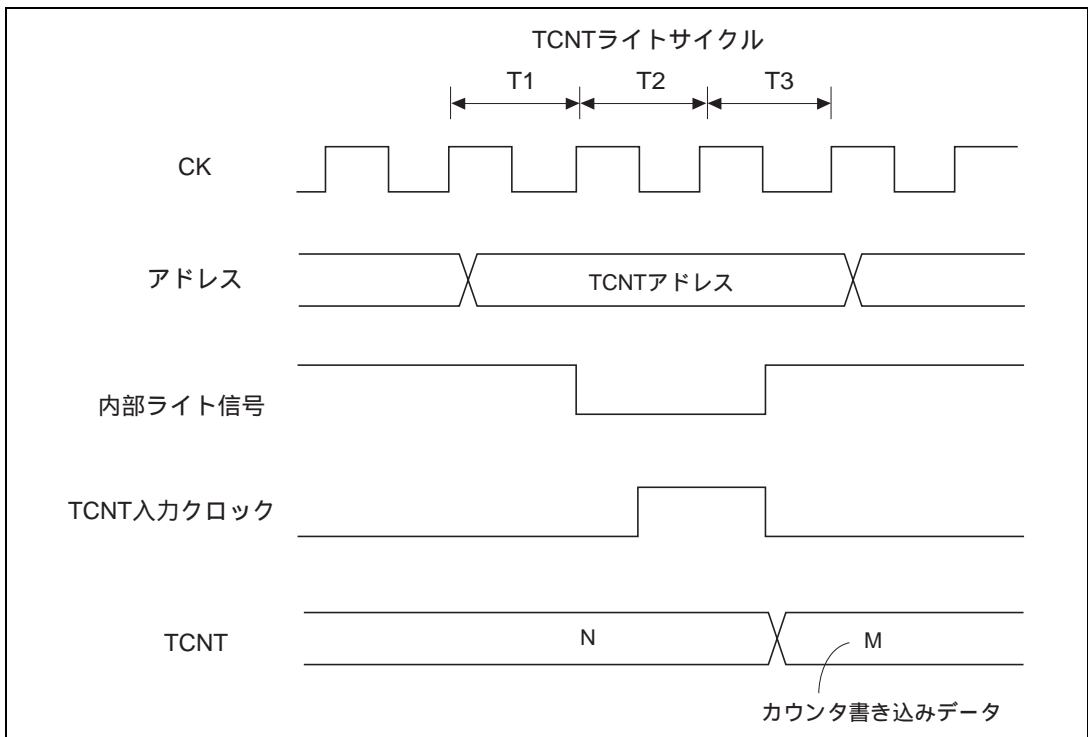 TCNTライトサイクル
T1 T2 T3
CK
アドレス
TCNTアドレス
内部ライト信号
TCNT入力クロック
TCNT
N
M
カウンタ書き込みデータ